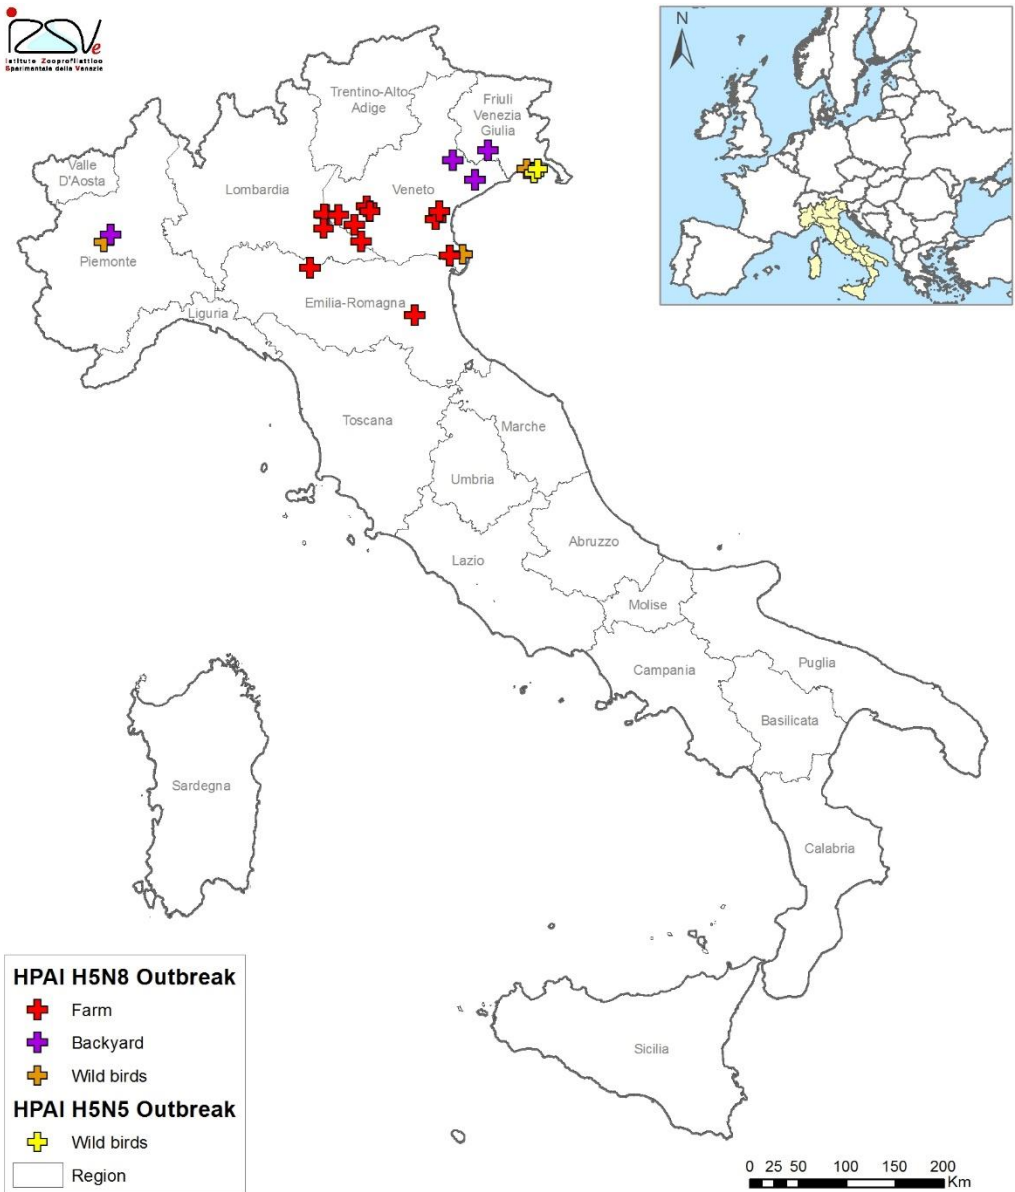 IZSVe
Istituto Zooprofilattico
Sperimentale delle Venezie
N
Trentino-Alto
Adige
Friuli
Venezia
Giulia
Valle
D'Aosta
Lombardia
Veneto
Piemonte
Emilia-Romagna
Liguria
Toscana
Marche
Umbria
Abruzzo
Lazio
Molise
Campania
Puglia
Basilicata
Sardegna
Calabria
Sicilia
HPAI H5N8 Outbreak
Farm
Backyard
Wild birds
HPAI H5N5 Outbreak
Wild birds
Region
0 25 50 100 150 200
Km